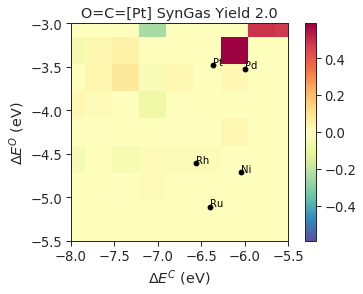 O=C=[Pt] SynGas Yield 2.0
−3.0
−3.5
−4.0
−4.5
−5.0
−5.5
ΔE^O (eV)
Pt
Pd
Rh
Ni
Ru
−8.0 −7.5 −7.0 −6.5 −6.0 −5.5
ΔE^C (eV)
0.4
0.2
0.0
−0.2
−0.4